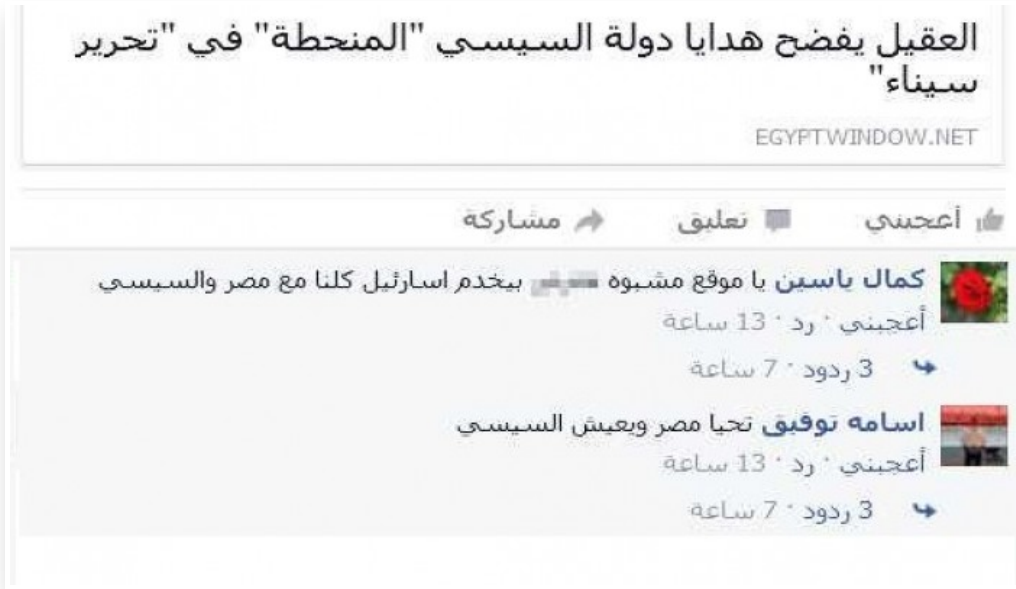 العقيل يفضح هدايا دولة السيسي "المنحطة" في "تحرير
سيناء"
EGYPTWINDOW.NET
أعجبني تعليق مشاركة
كمال ياسين يا موقع مشبوه بيخدم اسارئيل كلنا مع مصر والسيسي
أعجبني · رد · 13 ساعة
3 ردود · 7 ساعة
اسامه توفيق تحيا مصر ويعيش السيسي
أعجبني · رد · 13 ساعة
3 ردود · 7 ساعة